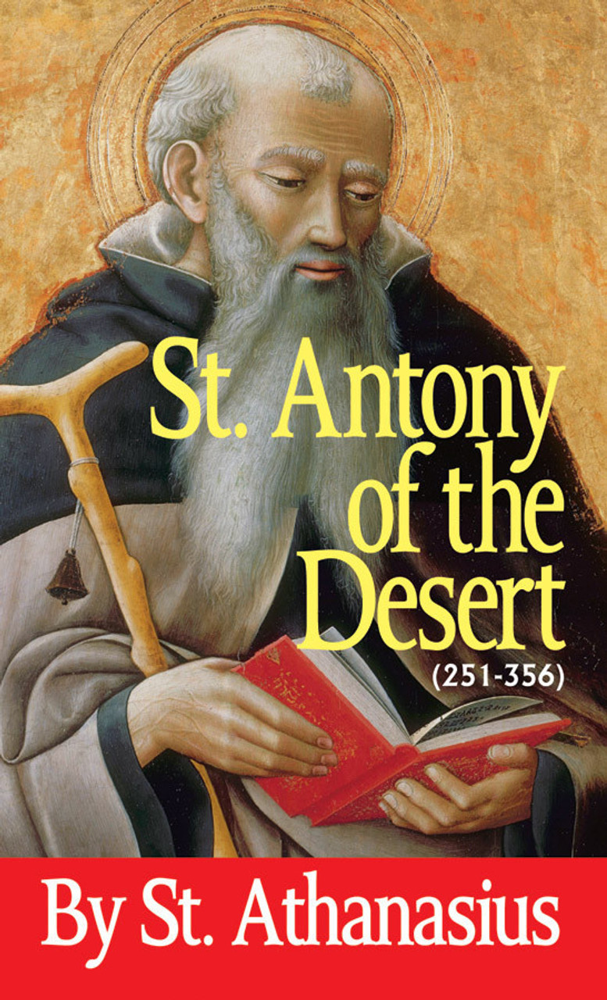 St. Antony
of the
Desert
(251-356)
By St. Athanasius